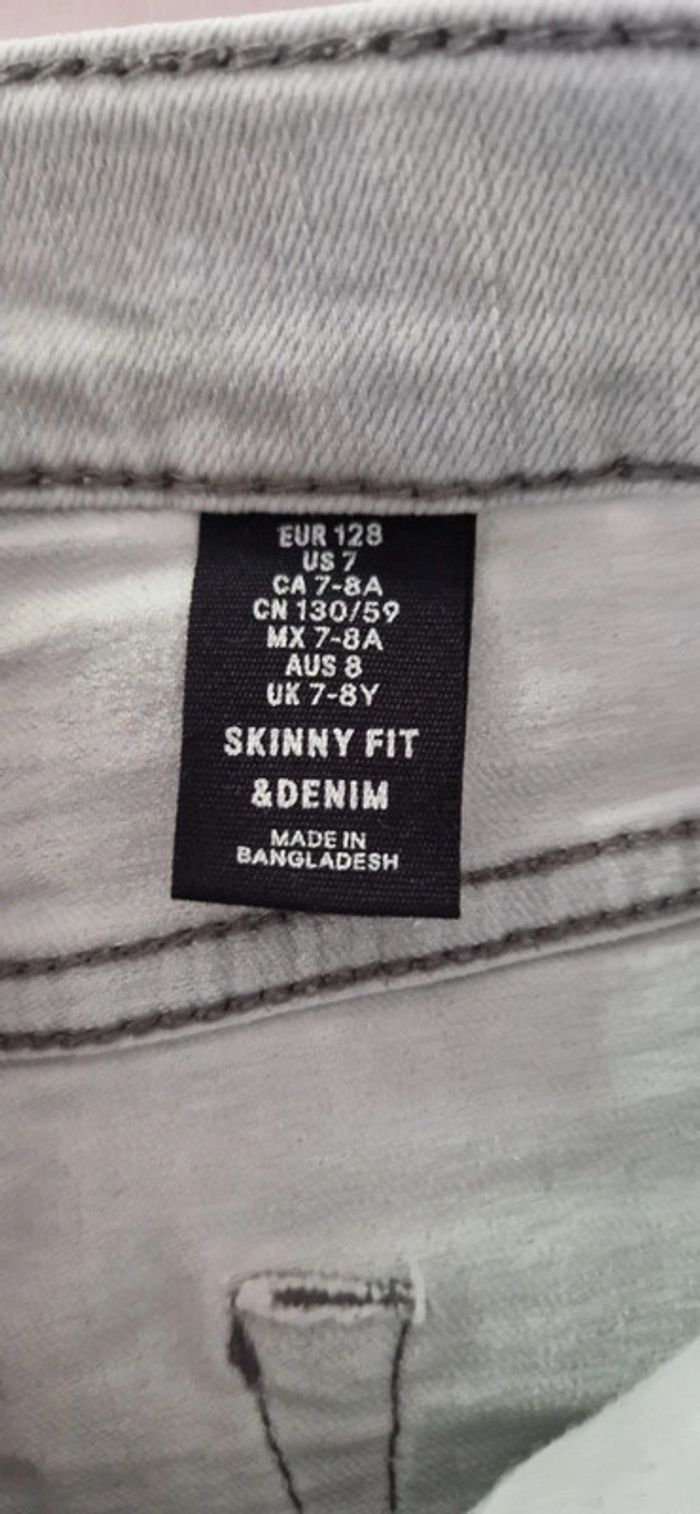 EUR 128
US 7
CA 7-8A
CN 130/59
MX 7-8A
AUS 8
UK 7-8Y
SKINNY FIT
&DENIM
MADE IN
BANGLADESH